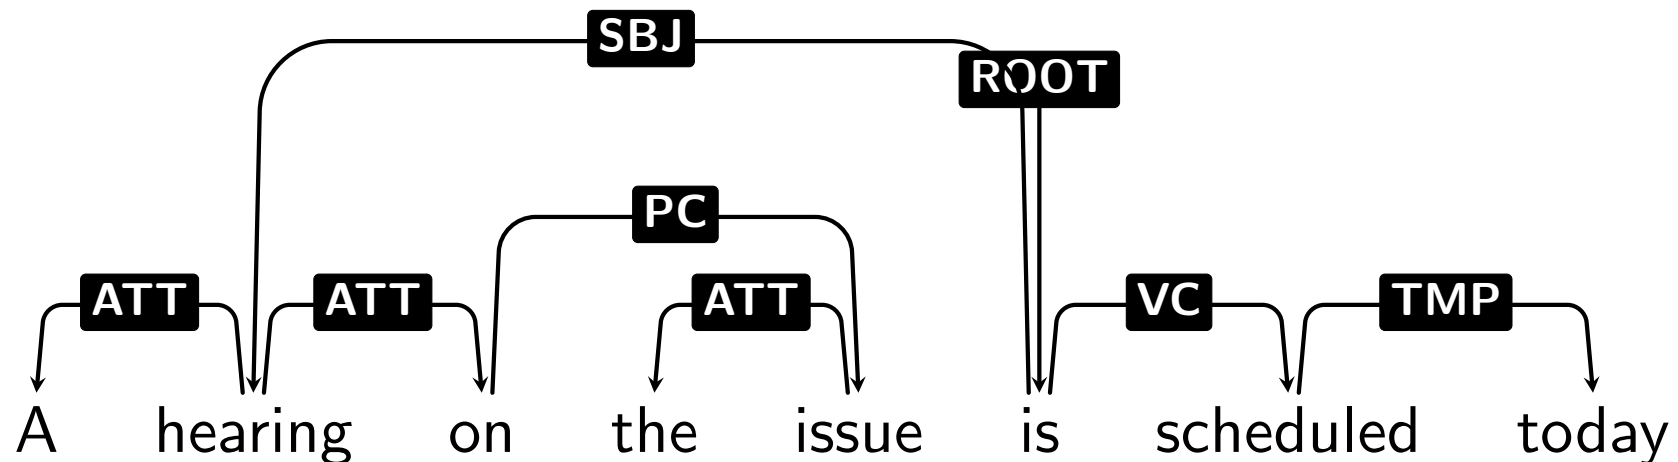 SBJ
ROOT
PC
ATT ATT ATT VC TMP
A hearing on the issue is scheduled today